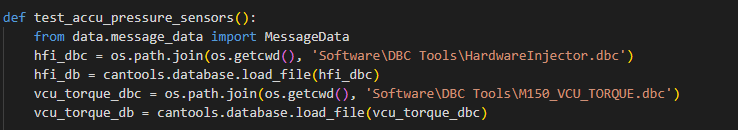 def test_accu_pressure_sensors():
    from data.message_data import MessageData
    hfi_dbc = os.path.join(os.getcwd(), 'Software\DBC Tools\HardwareInjector.dbc')
    hfi_db = cantools.database.load_file(hfi_dbc)
    vcu_torque_dbc = os.path.join(os.getcwd(), 'Software\DBC Tools\M150_VCU_TORQUE.dbc')
    vcu_torque_db = cantools.database.load_file(vcu_torque_dbc)